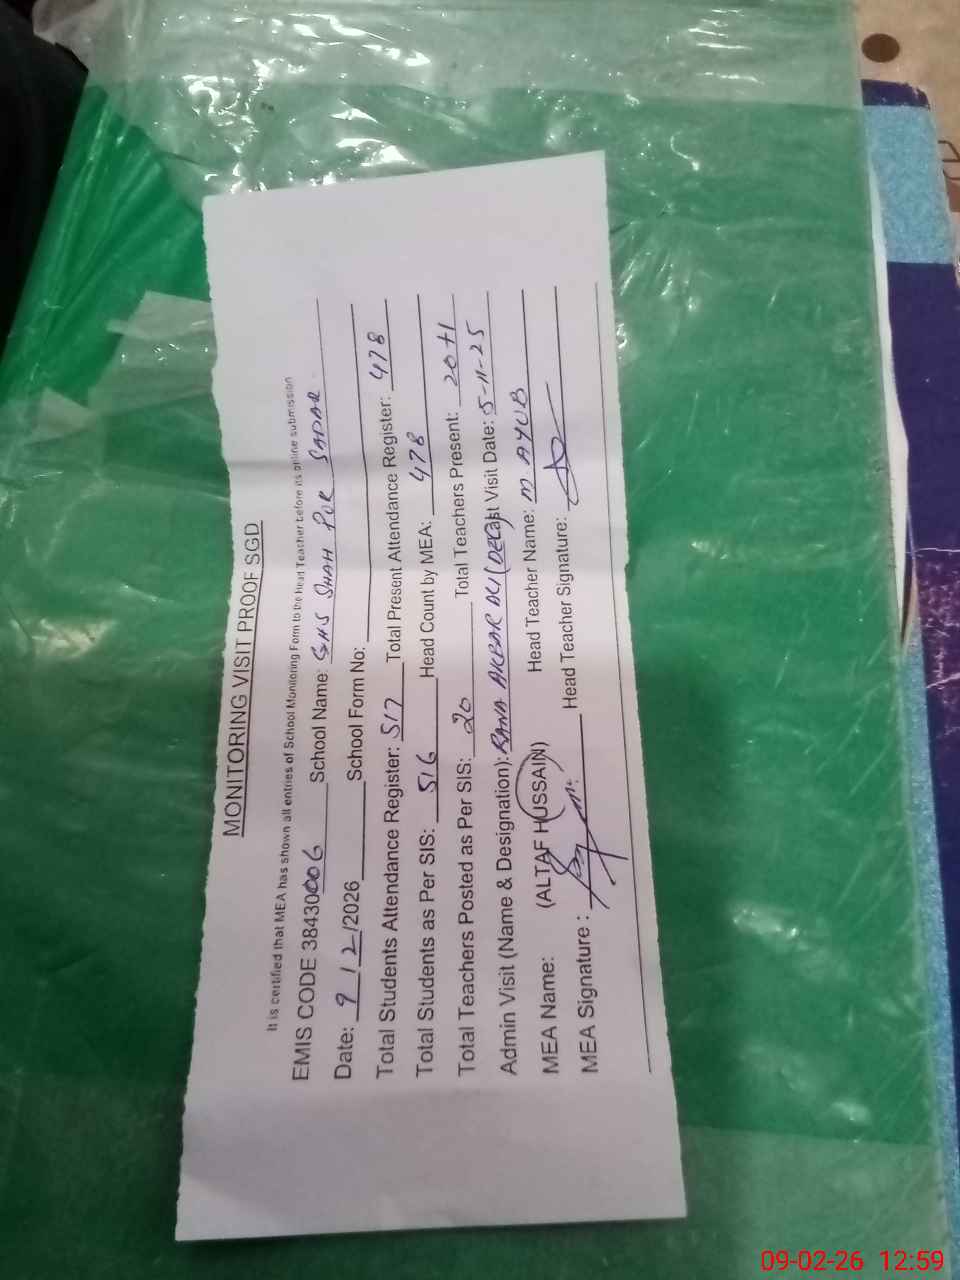 MONITORING VISIT PROOF SGD
It is certified that MEA has shown all entries of School Monitoring Form to the Head Teacher before its online submission
EMIS CODE 38430006 School Name: GHS SHAH PUR SADAR
Date: 9/2/2026 School Form No:
Total Students Attendance Register: 517 Total Present Attendance Register: 478
Total Students as Per SIS: 516 Head Count by MEA: 478
Total Teachers Posted as Per SIS: 20 Total Teachers Present: 20+1
Admin Visit (Name & Designation): RANA AKBAR ALI (DEO) Last Visit Date: 5-11-25
MEA Name: (ALTAF HUSSAIN) Head Teacher Name: M. AYUB
MEA Signature : Head Teacher Signature:
09-02-26 12:59